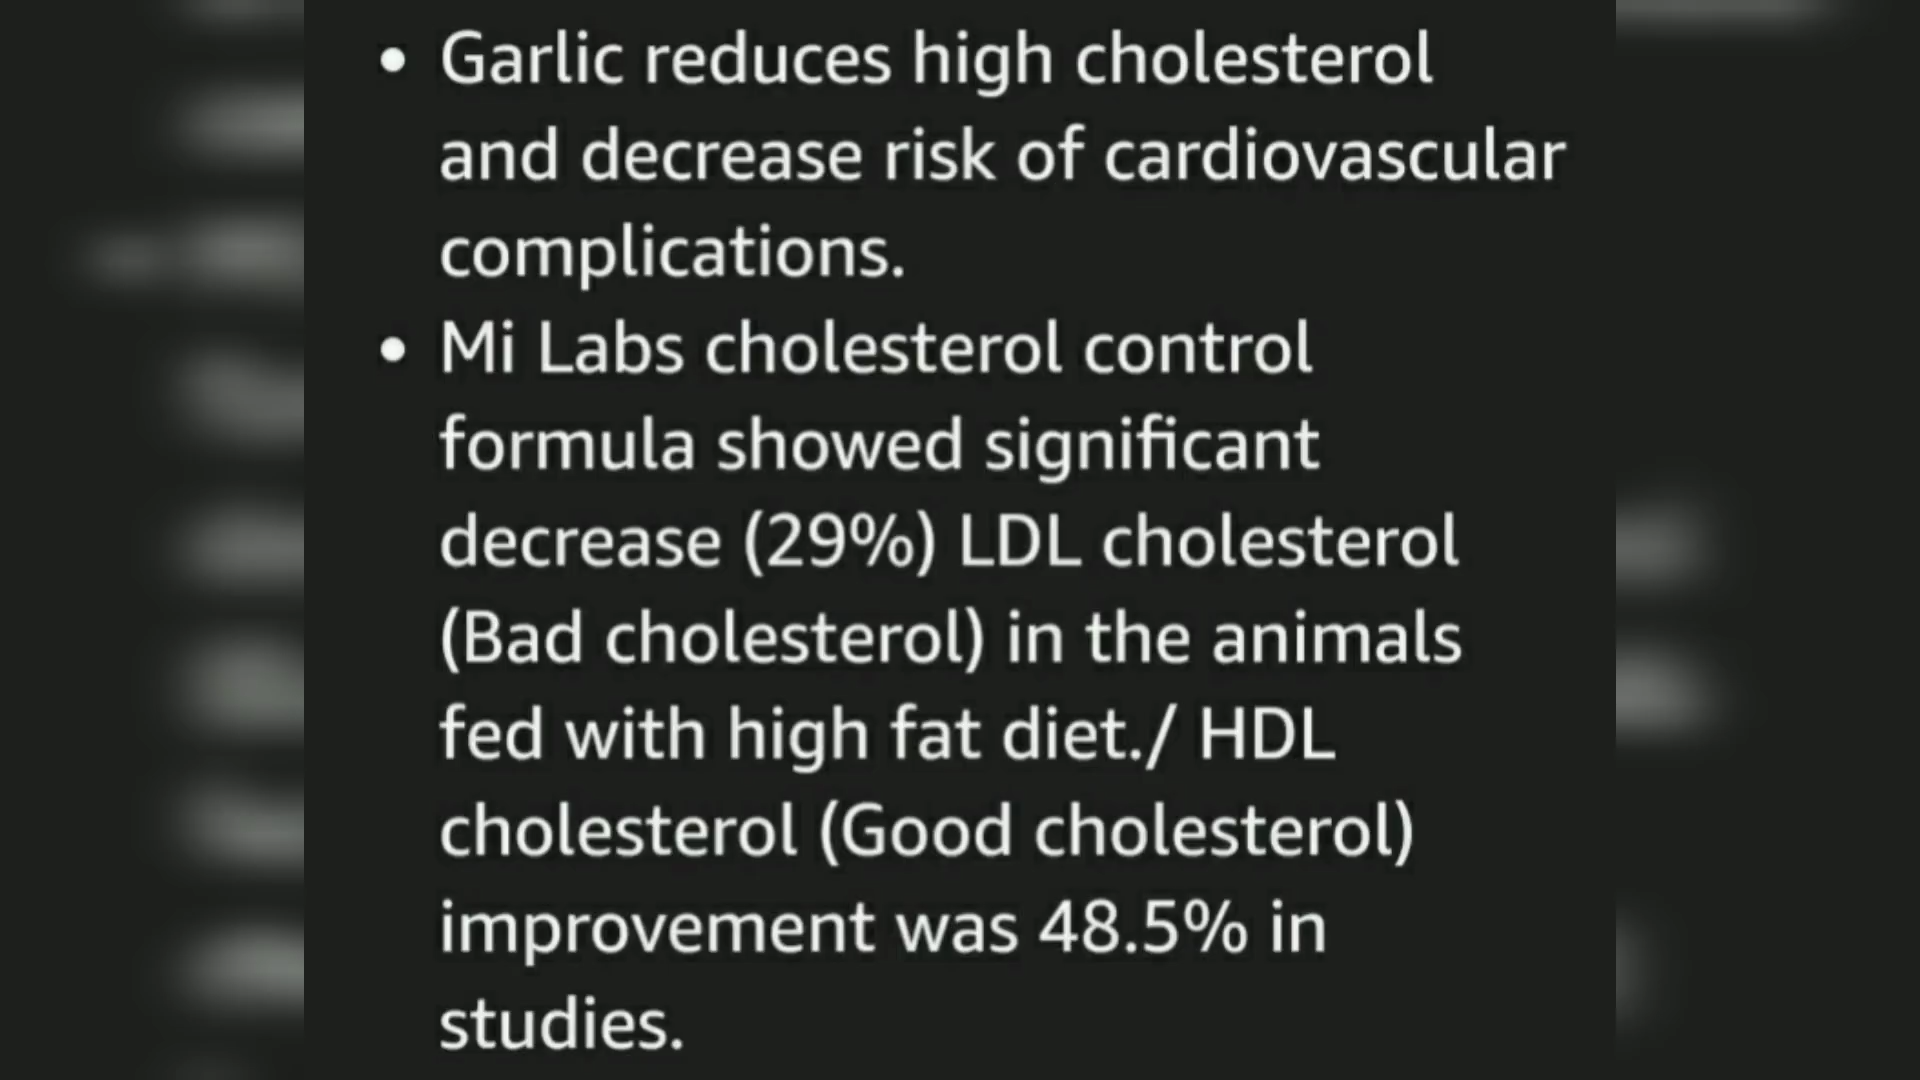 • Garlic reduces high cholesterol
and decrease risk of cardiovascular
complications.
• Mi Labs cholesterol control
formula showed significant
decrease (29%) LDL cholesterol
(Bad cholesterol) in the animals
fed with high fat diet./ HDL
cholesterol (Good cholesterol)
improvement was 48.5% in
studies.